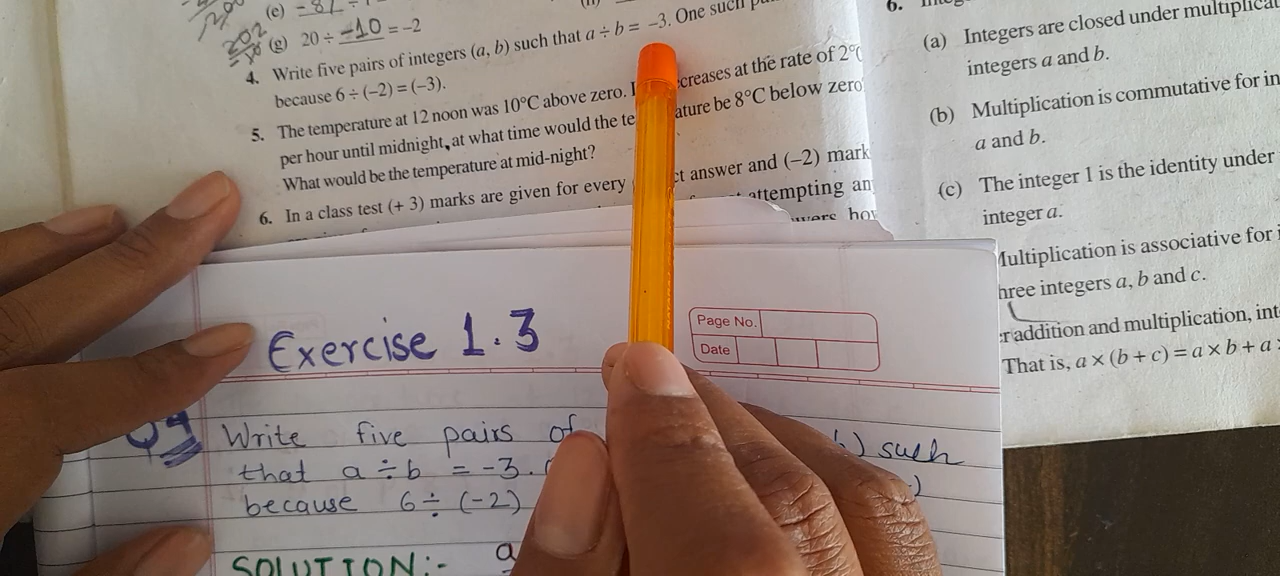 (e) -81 ÷
(g) 20 ÷ -10 = -2
202
4. Write five pairs of integers (a, b) such that a ÷ b = -3. One such
because 6 ÷ (-2) = (-3).
5. The temperature at 12 noon was 10°C above zero. creases at the rate of 2°C
per hour until midnight, at what time would the te ature be 8°C below zero
What would be the temperature at mid-night?
6. In a class test (+ 3) marks are given for every ct answer and (-2) mark
attempting an
wers how
6.
(a) Integers are closed under multiplica
integers a and b.
(b) Multiplication is commutative for in
a and b.
(c) The integer 1 is the identity under
integer a.
Multiplication is associative for i
hree integers a, b and c.
r addition and multiplication, int
That is, a × (b + c) = a × b + a ×
Exercise 1.3
Page No.
Date
Q4 Write five pairs of b) such
that a ÷ b = -3.
because 6 ÷ (-2)
SOLUTION:- a